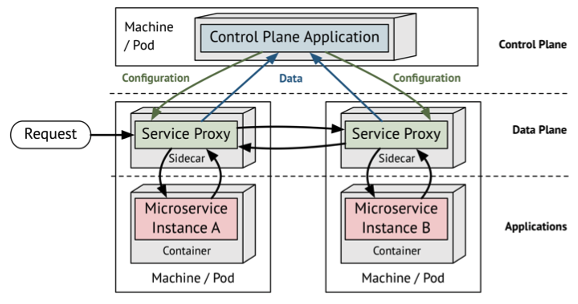 Machine
/ Pod
Control Plane Application
Control Plane
Configuration
Data
Configuration
Request
Service Proxy
Sidecar
Service Proxy
Sidecar
Data Plane
Microservice
Instance A
Container
Machine / Pod
Microservice
Instance B
Container
Machine / Pod
Applications